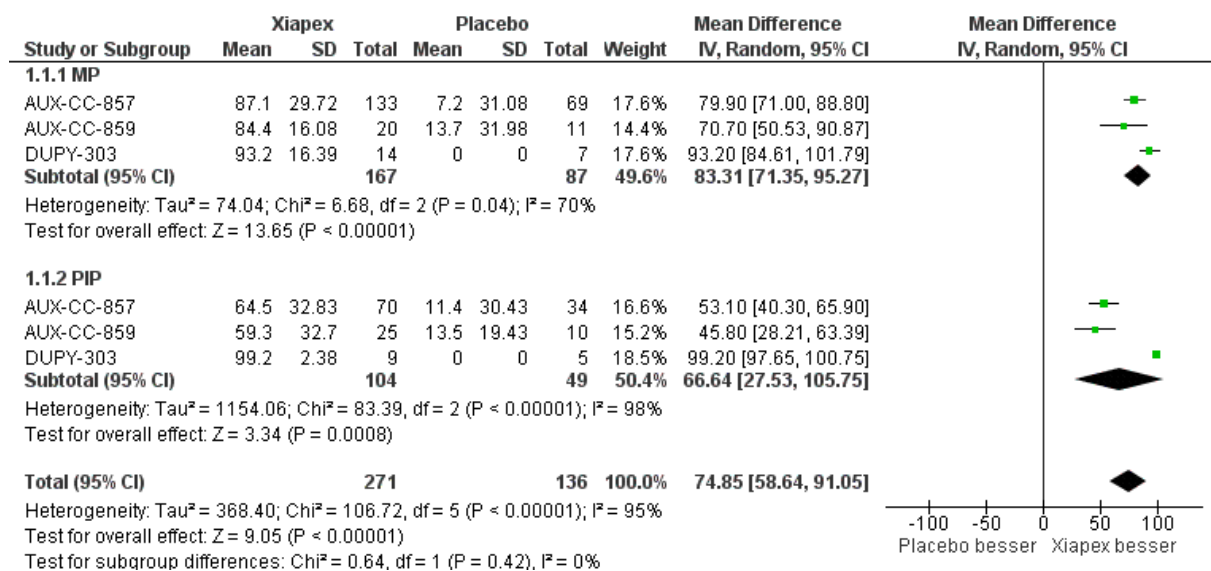 Xiapex Placebo Mean Difference Mean Difference
Study or Subgroup Mean SD Total Mean SD Total Weight IV, Random, 95% CI IV, Random, 95% CI
1.1.1 MP
AUX-CC-857 87.1 29.72 133 7.2 31.08 69 17.6% 79.90 [71.00, 88.80]
AUX-CC-859 84.4 16.08 20 13.7 31.98 11 14.4% 70.70 [50.53, 90.87]
DUPY-303 93.2 16.39 14 0 0 7 17.6% 93.20 [84.61, 101.79]
Subtotal (95% CI) 167 87 49.6% 83.31 [71.35, 95.27]
Heterogeneity: Tau² = 74.04; Chi² = 6.68, df = 2 (P = 0.04); I² = 70%
Test for overall effect: Z = 13.65 (P < 0.00001)
1.1.2 PIP
AUX-CC-857 64.5 32.83 70 11.4 30.43 34 16.6% 53.10 [40.30, 65.90]
AUX-CC-859 59.3 32.7 25 13.5 19.43 10 15.2% 45.80 [28.21, 63.39]
DUPY-303 99.2 2.38 9 0 0 5 18.5% 99.20 [97.65, 100.75]
Subtotal (95% CI) 104 49 50.4% 66.64 [27.53, 105.75]
Heterogeneity: Tau² = 1154.06; Chi² = 83.39, df = 2 (P < 0.00001); I² = 98%
Test for overall effect: Z = 3.34 (P = 0.0008)
Total (95% CI) 271 136 100.0% 74.85 [58.64, 91.05]
Heterogeneity: Tau² = 368.40; Chi² = 106.72, df = 5 (P < 0.00001); I² = 95%
Test for overall effect: Z = 9.05 (P < 0.00001)
Test for subgroup differences: Chi² = 0.64, df = 1 (P = 0.42), I² = 0%
-100 -50 0 50 100
Placebo besser Xiapex besser